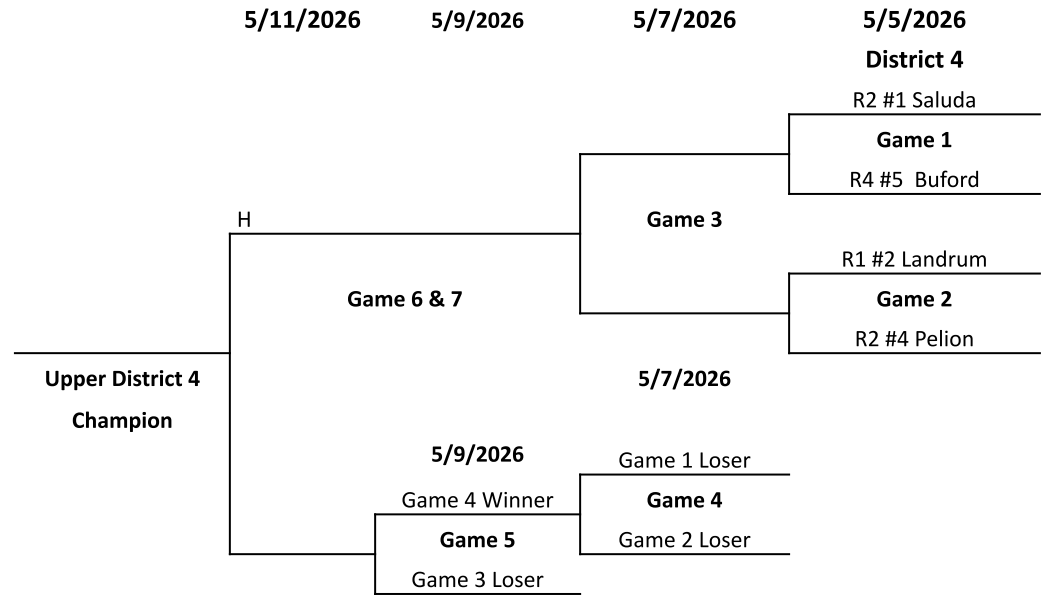 5/11/2026 5/9/2026 5/7/2026 5/5/2026
District 4
R2 #1 Saluda
Game 1
R4 #5  Buford
H
Game 3
R1 #2 Landrum
Game 6 & 7
Game 2
R2 #4 Pelion
Upper District 4
Champion
5/7/2026
5/9/2026
Game 1 Loser
Game 4 Winner
Game 4
Game 5
Game 2 Loser
Game 3 Loser